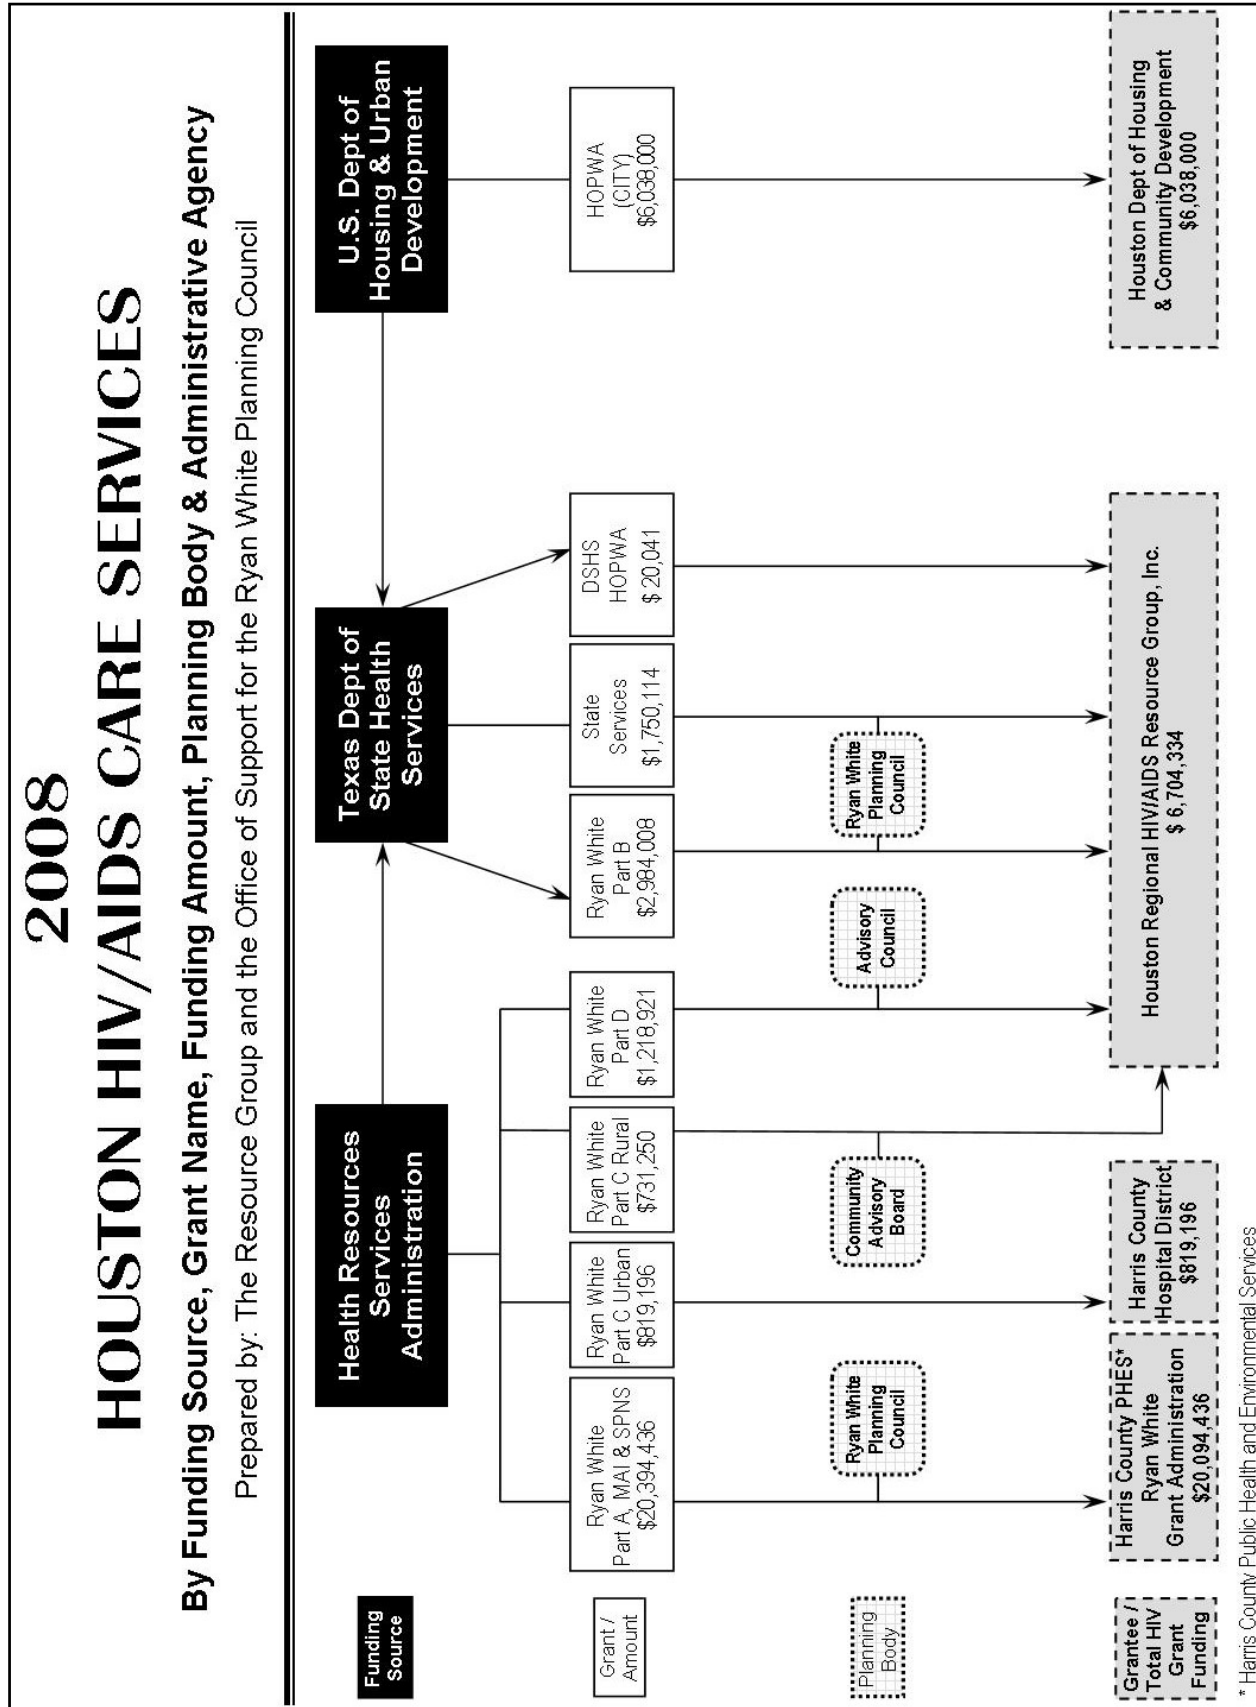 2008
HOUSTON HIV/AIDS CARE SERVICES
By Funding Source, Grant Name, Funding Amount, Planning Body & Administrative Agency
Prepared by: The Resource Group and the Office of Support for the Ryan White Planning Council
Funding
Source
Health Resources
Services
Administration
Texas Dept of
State Health
Services
U.S. Dept of
Housing & Urban
Development
Grant /
Amount
Ryan White
Part A, MAI & SPNS
$20,394,436
Ryan White
Part C Urban
$819,196
Ryan White
Part C Rural
$731,250
Ryan White
Part D
$1,218,921
Ryan White
Part B
$2,984,008
State
Services
$1,750,114
DSHS
HOPWA
$ 20,041
HOPWA
(CITY)
$6,038,000
Planning
Body
Ryan White
Planning
Council
Community
Advisory
Board
Advisory
Council
Ryan White
Planning
Council
Grantee /
Total HIV
Grant
Funding
Harris County PHES*
Ryan White
Grant Administration
$20,094,436
Harris County
Hospital District
$819,196
Houston Regional HIV/AIDS Resource Group, Inc.
$ 6,704,334
Houston Dept of Housing
& Community Development
$6,038,000
* Harris County Public Health and Environmental Services